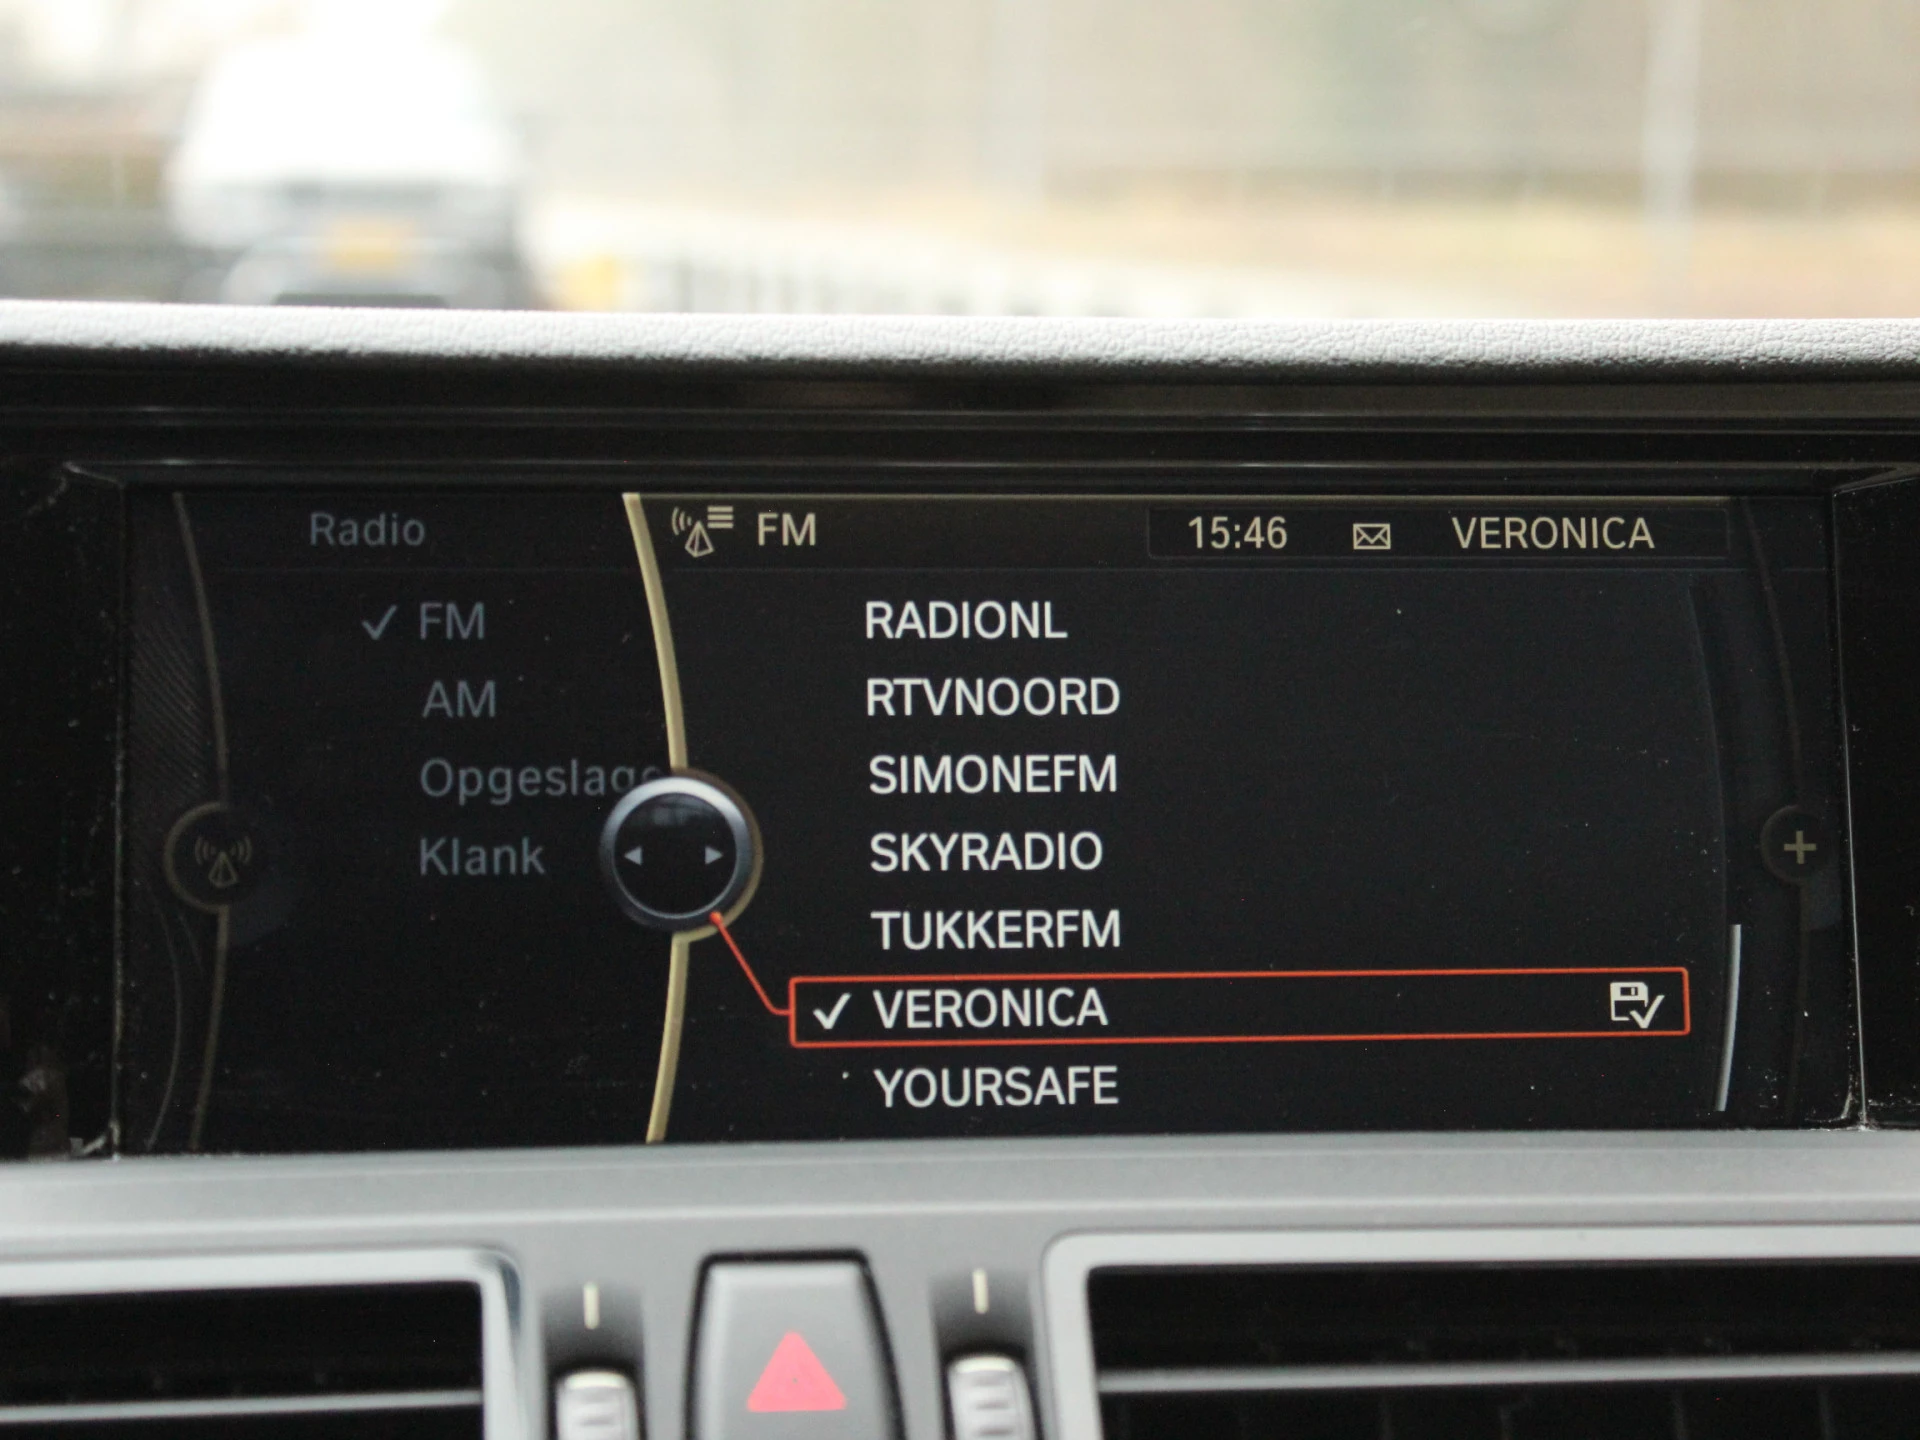 Radio
FM
AM
Klank
FM
15:46 VERONICA
RADIONL
RTVNOORD
SIMONEFM
SKYRADIO
TUKKERFM
VERONICA
YOURSAFE